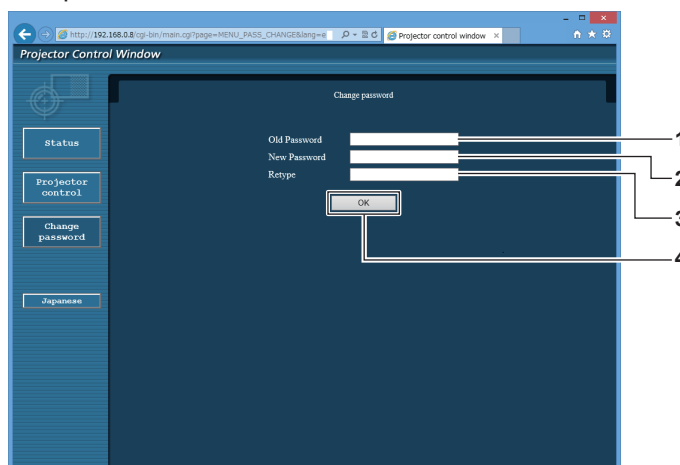 http://192.168.0.8/cgi-bin/main.cgi?page=MENU_PASS_CHANGE&lang=e
Projector control window
Projector Control Window
Change password
Status
Projector
control
Change
password
Japanese
Old Password
New Password
Retype
OK
1
2
3
4